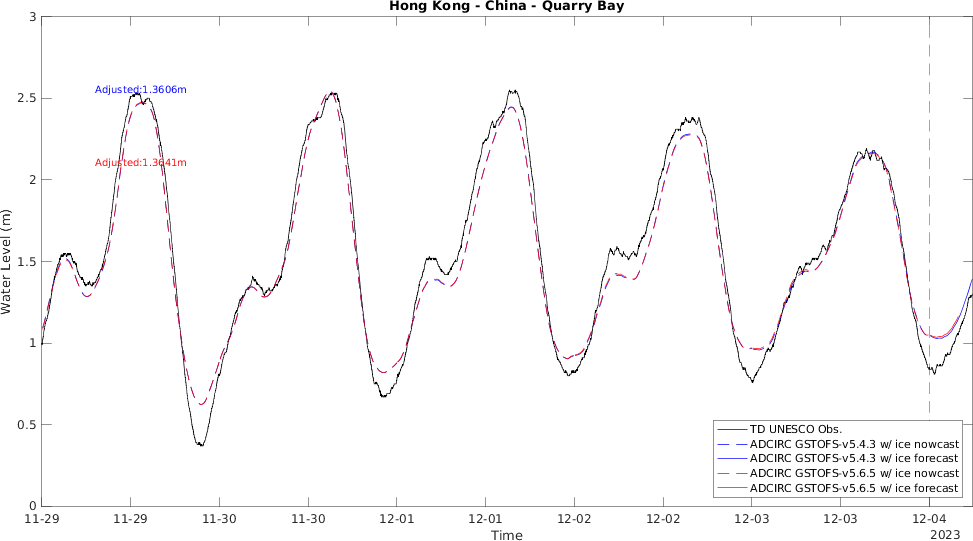 Hong Kong - China - Quarry Bay
3
2.5
2
1.5
1
0.5
0
Water Level (m)
Adjusted:1.3606m
Adjusted:1.3641m
TD UNESCO Obs.
ADCIRC GSTOFS-v5.4.3 w/ ice nowcast
ADCIRC GSTOFS-v5.4.3 w/ ice forecast
ADCIRC GSTOFS-v5.6.5 w/ ice nowcast
ADCIRC GSTOFS-v5.6.5 w/ ice forecast
11-29 11-29 11-30 11-30 12-01 12-01 12-02 12-02 12-03 12-03 12-04
Time 2023